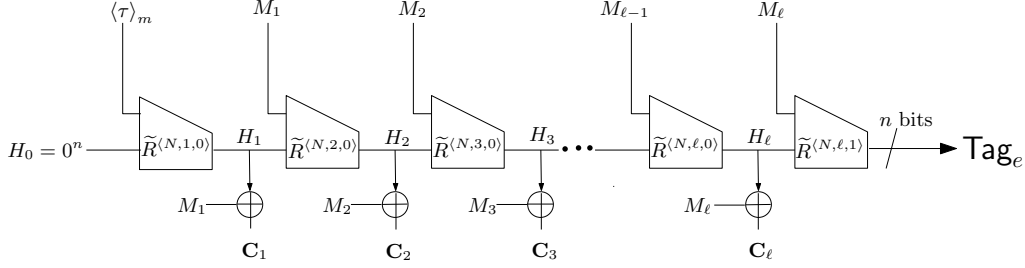 ⟨τ⟩_m M_1 M_2 M_{ℓ−1} M_ℓ
n bits
H_0 = 0^n R̃^{⟨N,1,0⟩} H_1 R̃^{⟨N,2,0⟩} H_2 R̃^{⟨N,3,0⟩} H_3 ••• R̃^{⟨N,ℓ,0⟩} H_ℓ R̃^{⟨N,ℓ,1⟩} Tag_e
M_1 M_2 M_3 M_ℓ
C_1 C_2 C_3 C_ℓ